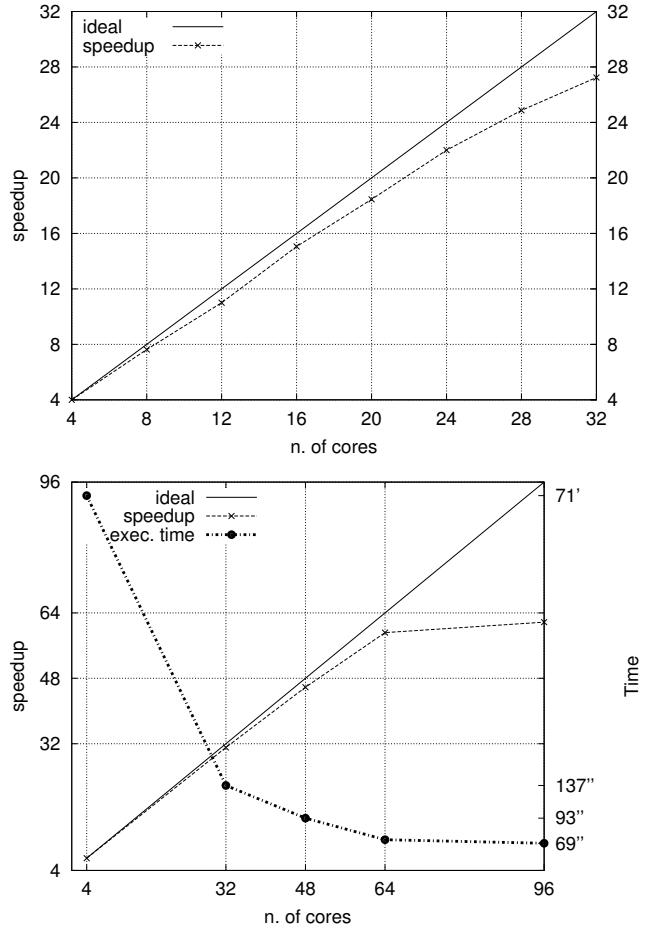 32
28
24
20
16
12
8
4
speedup
ideal
speedup
32
28
24
20
16
12
8
4
4 8 12 16 20 24 28 32
n. of cores
96
64
48
32
4
speedup
ideal
speedup
exec. time
71'
137''
93''
69''
Time
4 32 48 64 96
n. of cores